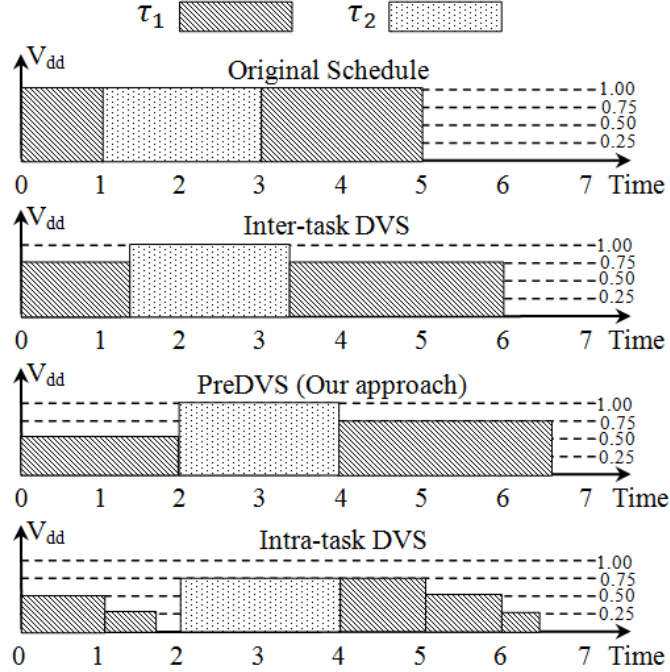 τ1 τ2
Vdd
Original Schedule
1.00
0.75
0.50
0.25
0 1 2 3 4 5 6 7 Time
Vdd
Inter-task DVS
1.00
0.75
0.50
0.25
0 1 2 3 4 5 6 7 Time
Vdd
PreDVS (Our approach)
1.00
0.75
0.50
0.25
0 1 2 3 4 5 6 7 Time
Vdd
Intra-task DVS
1.00
0.75
0.50
0.25
0 1 2 3 4 5 6 7 Time